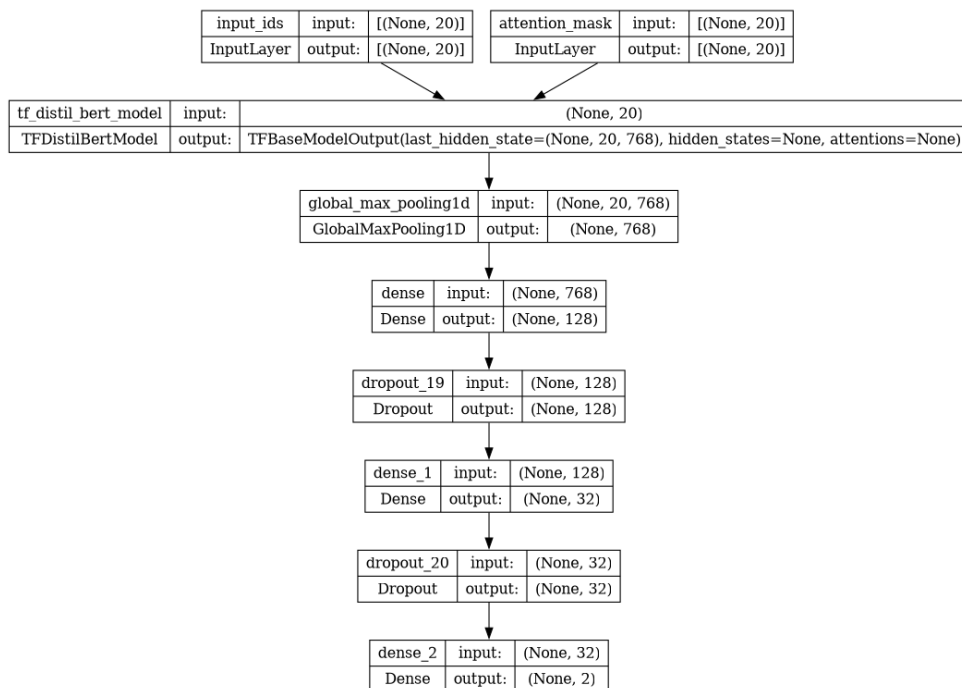 input_ids input: [(None, 20)]
InputLayer output: [(None, 20)]
attention_mask input: [(None, 20)]
InputLayer output: [(None, 20)]
tf_distil_bert_model input: (None, 20)
TFDistilBertModel output: TFBaseModelOutput(last_hidden_state=(None, 20, 768), hidden_states=None, attentions=None)
global_max_pooling1d input: (None, 20, 768)
GlobalMaxPooling1D output: (None, 768)
dense input: (None, 768)
Dense output: (None, 128)
dropout_19 input: (None, 128)
Dropout output: (None, 128)
dense_1 input: (None, 128)
Dense output: (None, 32)
dropout_20 input: (None, 32)
Dropout output: (None, 32)
dense_2 input: (None, 32)
Dense output: (None, 2)